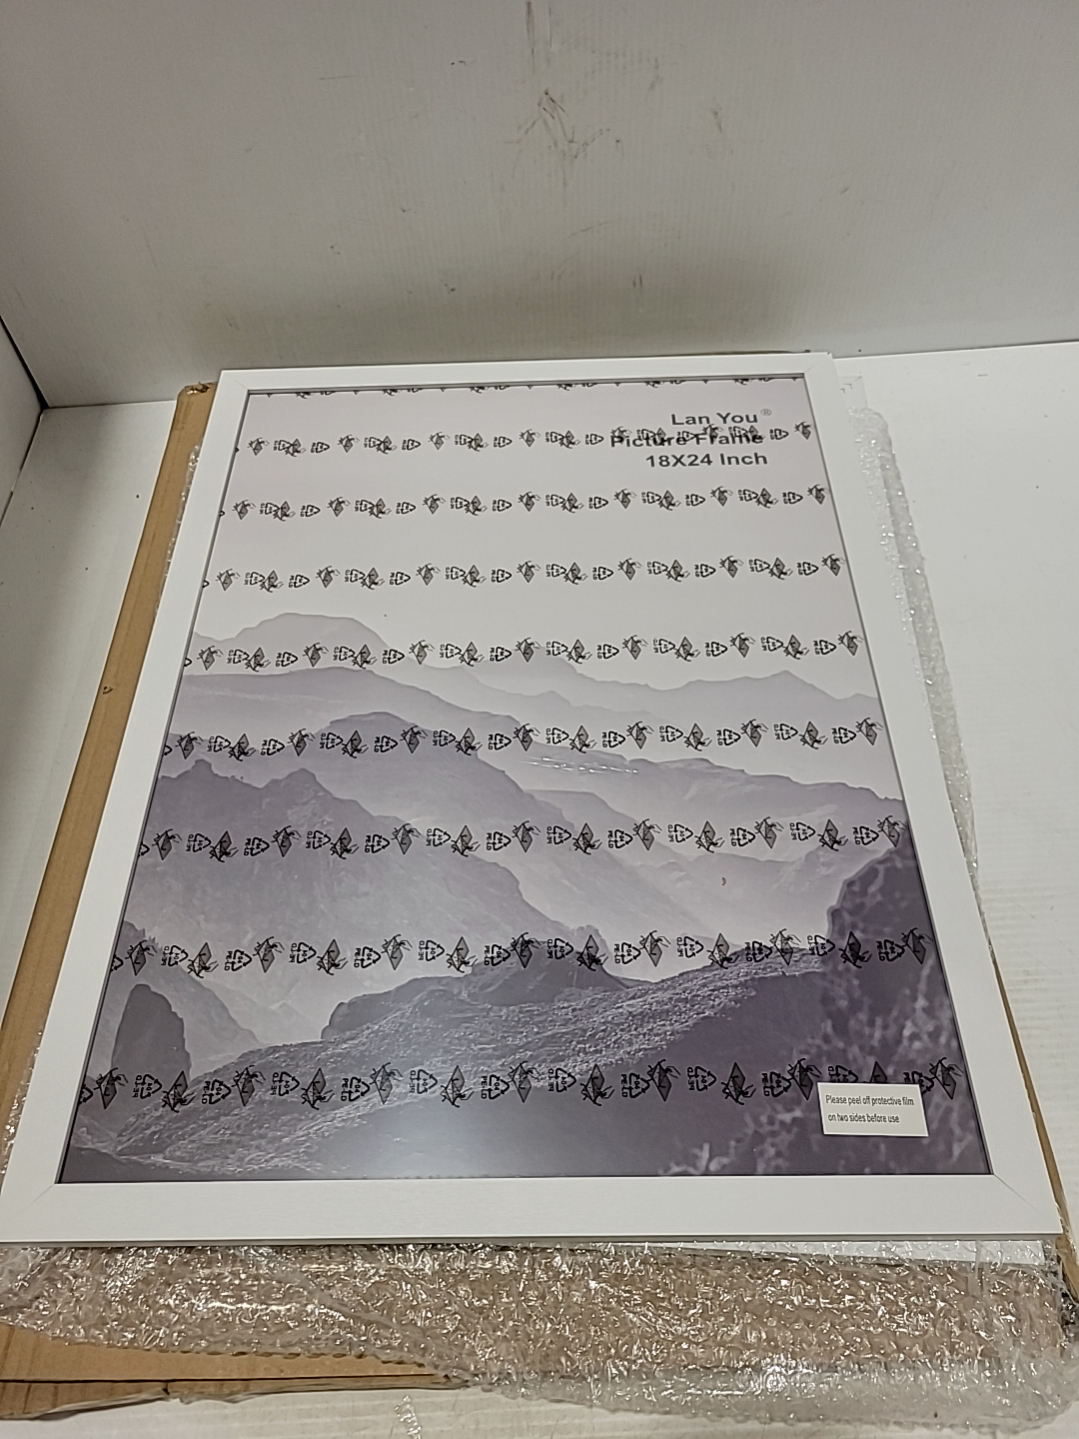 Lan You®
Picture Frame
18X24 Inch
Please peel off protective film
on two sides before use